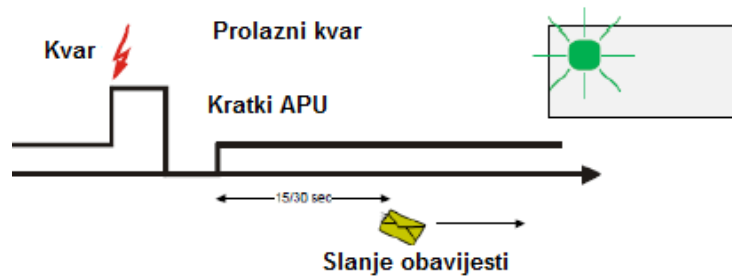 Prolazni kvar
Kvar
Kratki APU
15/30 sec
Slanje obavijesti